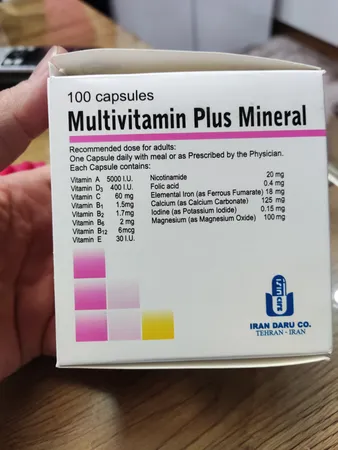 100 capsules
Multivitamin Plus Mineral
Recommended dose for adults:
One Capsule daily with meal or as Prescribed by the Physician.
Each Capsule contains:
Vitamin A 5000 I.U.
Vitamin D3 400 I.U.
Vitamin C 60 mg
Vitamin B1 1.5mg
Vitamin B2 1.7mg
Vitamin B6 2 mg
Vitamin B12 6mcg
Vitamin E 30 I.U.
Nicotinamide 20 mg
Folic acid 0.4 mg
Elemental Iron (as Ferrous Fumarate) 18 mg
Calcium (as Calcium Carbonate) 125 mg
Iodine (as Potassium Iodide) 0.15 mg
Magnesium (as Magnesium Oxide) 100 mg
IRAN DARU CO.
TEHRAN - IRAN